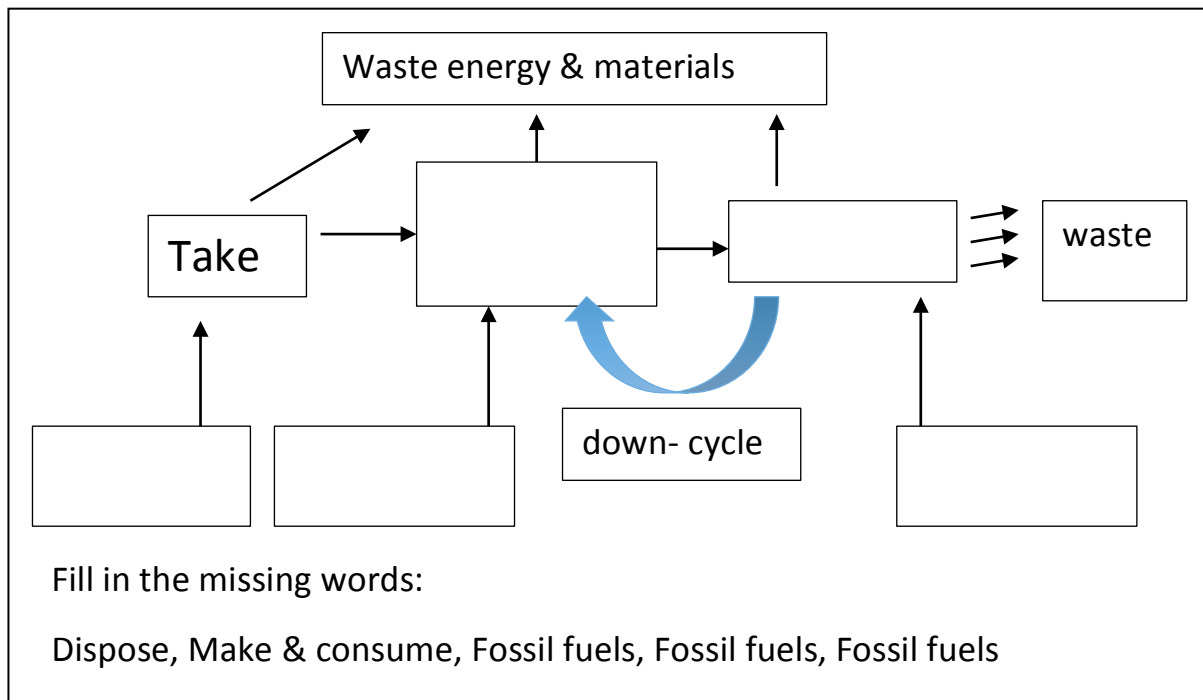 Waste energy & materials
Take
waste
down- cycle
Fill in the missing words:
Dispose, Make & consume, Fossil fuels, Fossil fuels, Fossil fuels